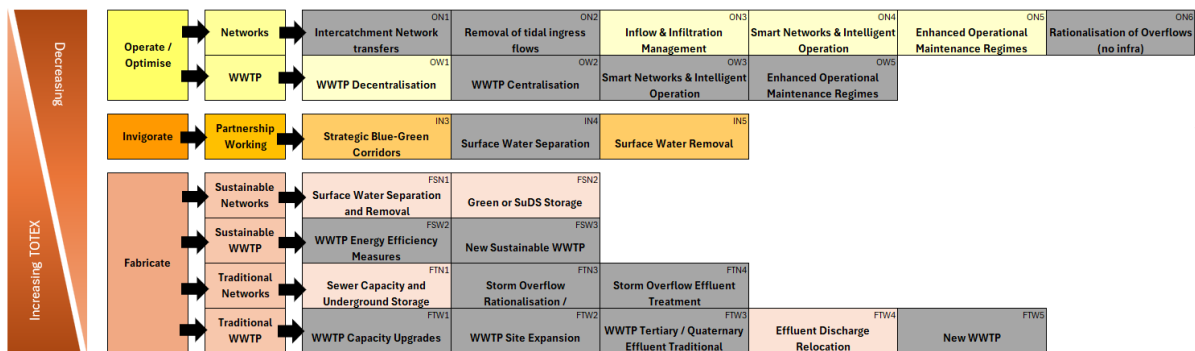 Decreasing
Increasing TOTEX
Operate /
Optimise
Networks
ON1
Intercatchment Network
transfers
ON2
Removal of tidal ingress
flows
ON3
Inflow & Infiltration
Management
ON4
Smart Networks & Intelligent
Operation
ON5
Enhanced Operational
Maintenance Regimes
ON6
Rationalisation of Overflows
(no infra)
WWTP
OW1
WWTP Decentralisation
OW2
WWTP Centralisation
OW3
Smart Networks & Intelligent
Operation
OW5
Enhanced Operational
Maintenance Regimes
Invigorate
Partnership
Working
IN3
Strategic Blue-Green
Corridors
IN4
Surface Water Separation
IN5
Surface Water Removal
Fabricate
Sustainable
Networks
FSN1
Surface Water Separation
and Removal
FSN2
Green or SuDS Storage
Sustainable
WWTP
FSW2
WWTP Energy Efficiency
Measures
FSW3
New Sustainable WWTP
Traditional
Networks
FTN1
Sewer Capacity and
Underground Storage
FTN3
Storm Overflow
Rationalisation /
FTN4
Storm Overflow Effluent
Treatment
Traditional
WWTP
FTW1
WWTP Capacity Upgrades
FTW2
WWTP Site Expansion
FTW3
WWTP Tertiary / Quaternary
Effluent Traditional
FTW4
Effluent Discharge
Relocation
FTW5
New WWTP